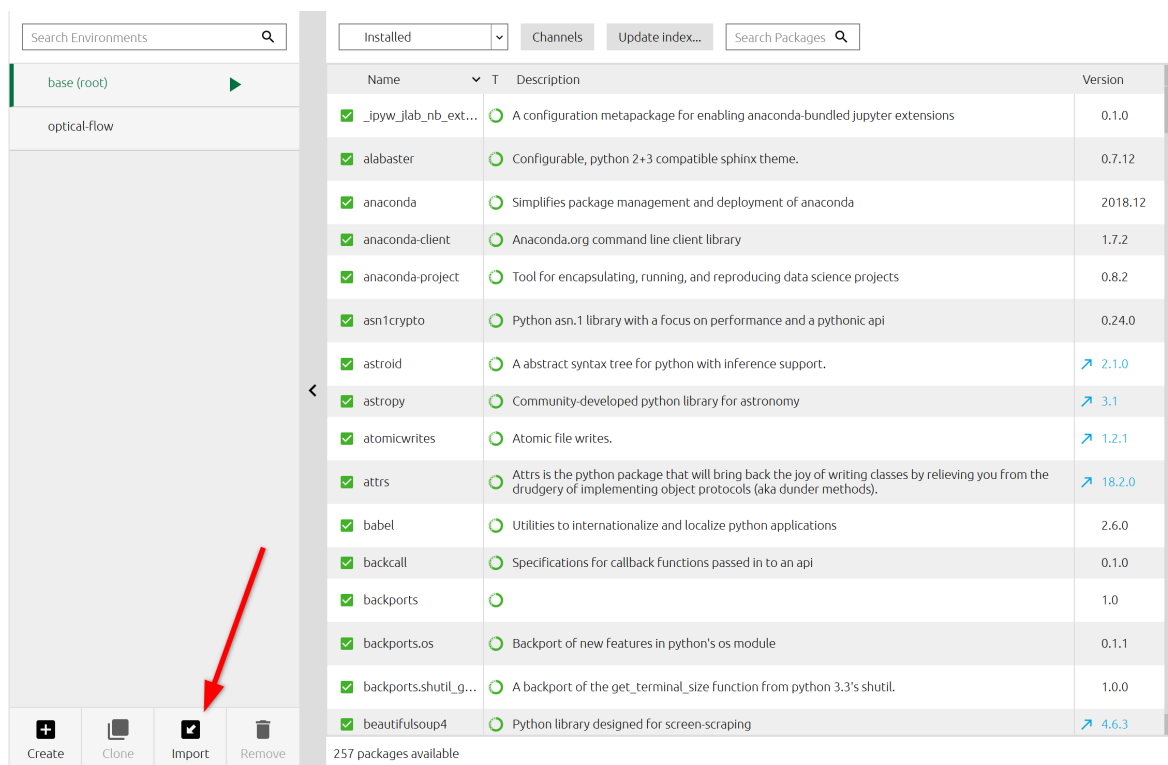 Search Environments
base (root)
optical-flow
Create
Clone
Import
Remove
Installed
Channels
Update index...
Search Packages
Name T Description Version
_ipyw_jlab_nb_ext... A configuration metapackage for enabling anaconda-bundled jupyter extensions 0.1.0
alabaster Configurable, python 2+3 compatible sphinx theme. 0.7.12
anaconda Simplifies package management and deployment of anaconda 2018.12
anaconda-client Anaconda.org command line client library 1.7.2
anaconda-project Tool for encapsulating, running, and reproducing data science projects 0.8.2
asn1crypto Python asn.1 library with a focus on performance and a pythonic api 0.24.0
astroid A abstract syntax tree for python with inference support. 2.1.0
astropy Community-developed python library for astronomy 3.1
atomicwrites Atomic file writes. 1.2.1
attrs Attrs is the python package that will bring back the joy of writing classes by relieving you from the
drudgery of implementing object protocols (aka dunder methods). 18.2.0
babel Utilities to internationalize and localize python applications 2.6.0
backcall Specifications for callback functions passed in to an api 0.1.0
backports 1.0
backports.os Backport of new features in python's os module 0.1.1
backports.shutil_g... A backport of the get_terminal_size function from python 3.3's shutil. 1.0.0
beautifulsoup4 Python library designed for screen-scraping 4.6.3
257 packages available